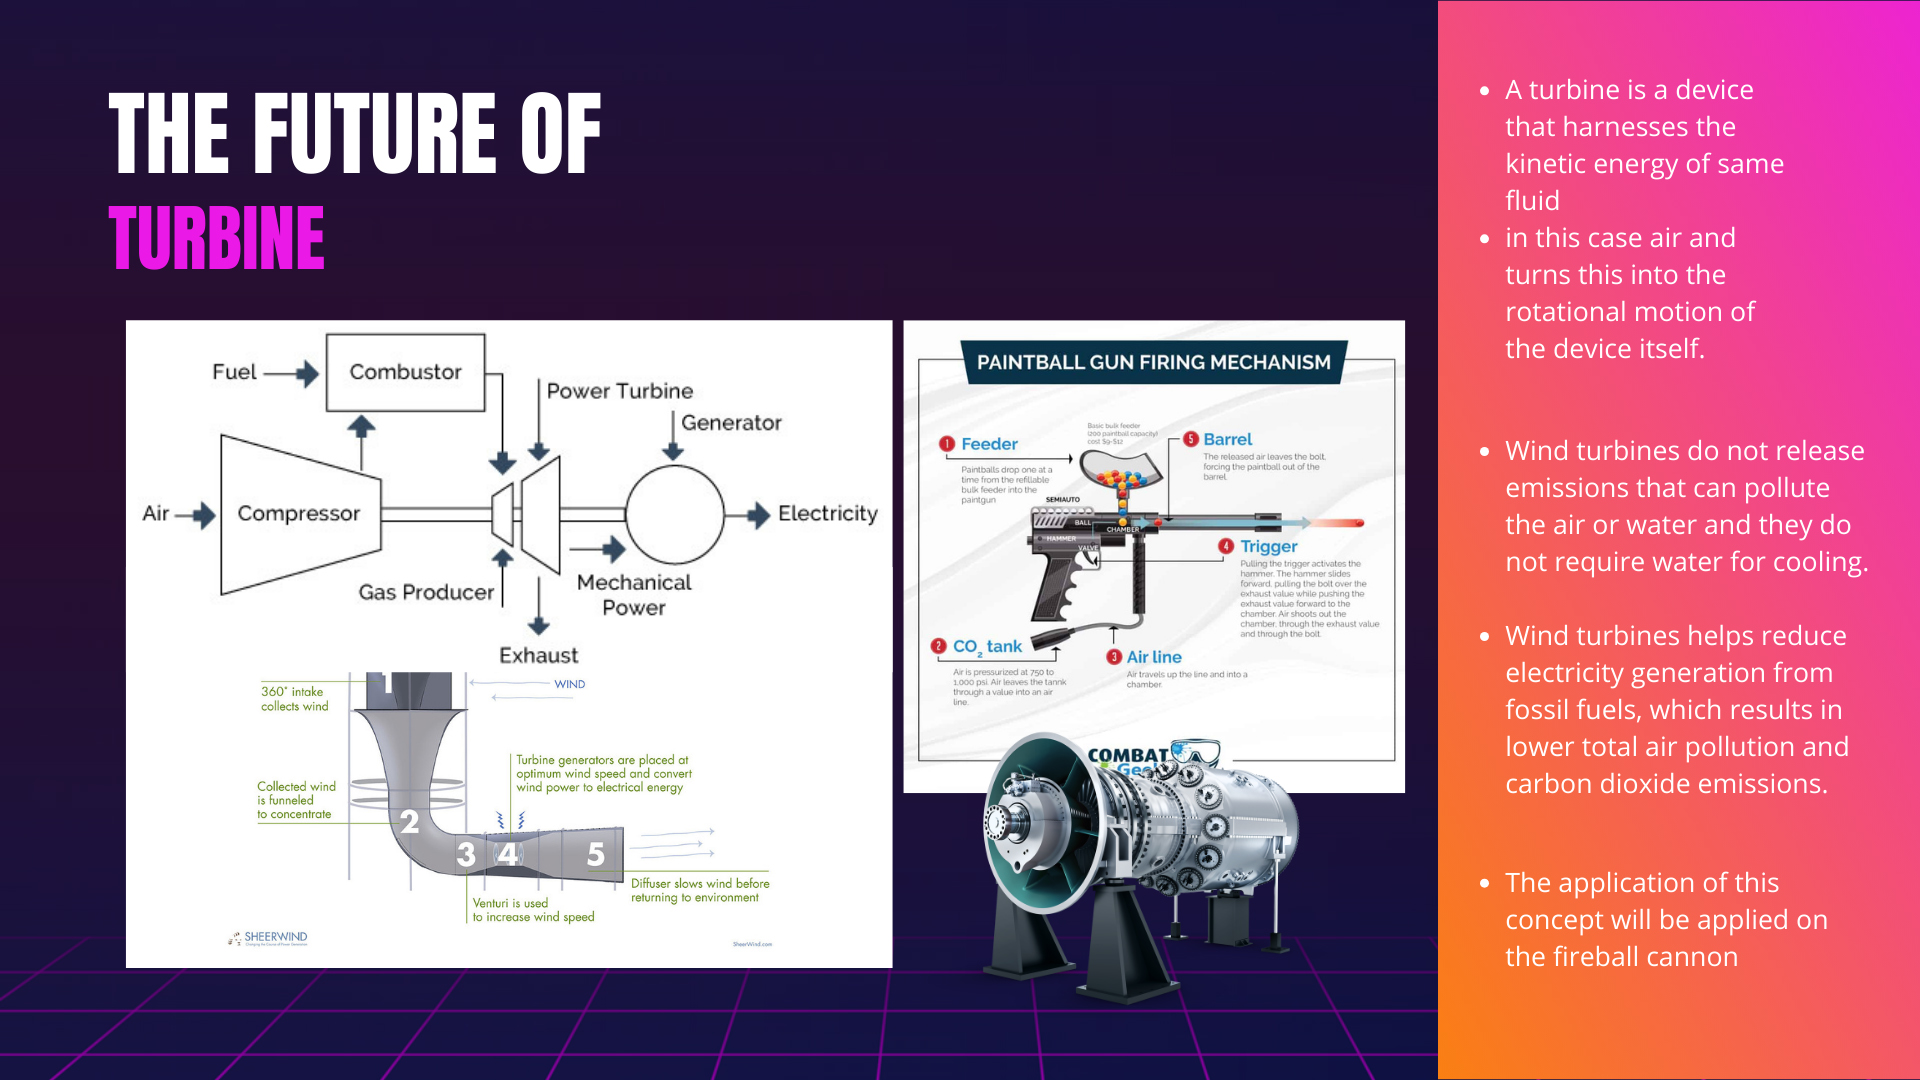 THE FUTURE OF
TURBINE
Fuel
Combustor
Power Turbine
Generator
Air
Compressor
Electricity
Gas Producer
Mechanical
Power
Exhaust
1
360° intake
collects wind
WIND
Turbine generators are placed at
optimum wind speed and convert
wind power to electrical energy
Collected wind
is funneled
to concentrate
2
3
4
5
Diffuser slows wind before
returning to environment
Venturi is used
to increase wind speed
SHEERWIND
SheerWind.com
PAINTBALL GUN FIRING MECHANISM
1 Feeder
Paintballs drop one at a
time from the refillable
bulk feeder into the
paintgun
Basic bulk feeder
(200 paintball capacity)
cost $9-$12
5 Barrel
The released air leaves the bolt,
forcing the paintball out of the
barrel.
SEMIAUTO
BALL
CHAMBER
HAMMER
VALVE
4 Trigger
Pulling the trigger activates the
hammer. The hammer slides
forward, pulling the bolt over the
exhaust value while pushing the
exhaust value forward to the
chamber. Air shoots out the
chamber, through the exhaust value
and through the bolt.
2 CO2 tank
Air is pressurized at 750 to
1,000 psi. Air leaves the tannk
through a value into an air
line.
3 Air line
Air travels up the line and into a
chamber.
COMBAT
Geek
• A turbine is a device
that harnesses the
kinetic energy of same
fluid
• in this case air and
turns this into the
rotational motion of
the device itself.
• Wind turbines do not release
emissions that can pollute
the air or water and they do
not require water for cooling.
• Wind turbines helps reduce
electricity generation from
fossil fuels, which results in
lower total air pollution and
carbon dioxide emissions.
• The application of this
concept will be applied on
the fireball cannon